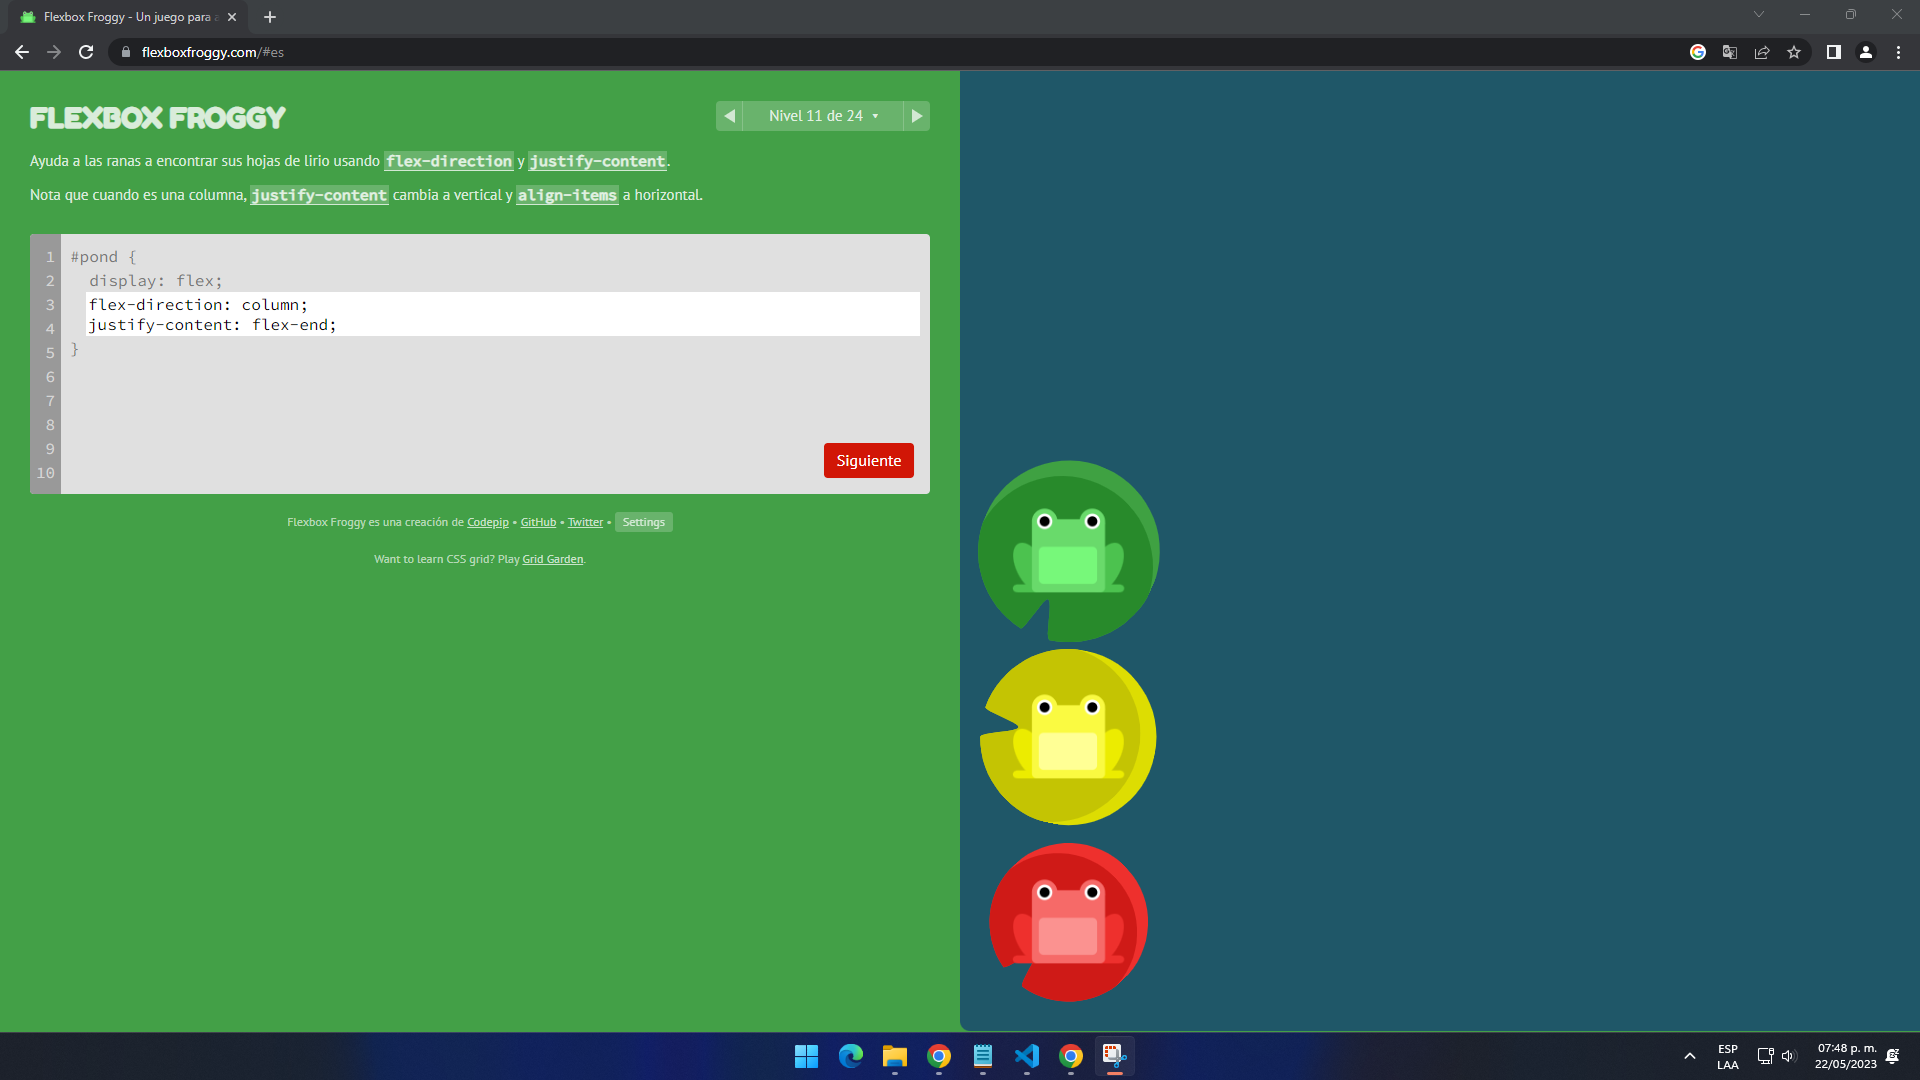 Flexbox Froggy - Un juego para a
flexboxfroggy.com/#es
FLEXBOX FROGGY
Nivel 11 de 24
Ayuda a las ranas a encontrar sus hojas de lirio usando flex-direction y justify-content.
Nota que cuando es una columna, justify-content cambia a vertical y align-items a horizontal.
1 #pond {
2 display: flex;
3 flex-direction: column;
4 justify-content: flex-end;
5 }
6
7
8
9
10
Siguiente
Flexbox Froggy es una creación de Codepip • GitHub • Twitter • Settings
Want to learn CSS grid? Play Grid Garden.
ESP
LAA
07:48 p. m.
22/05/2023